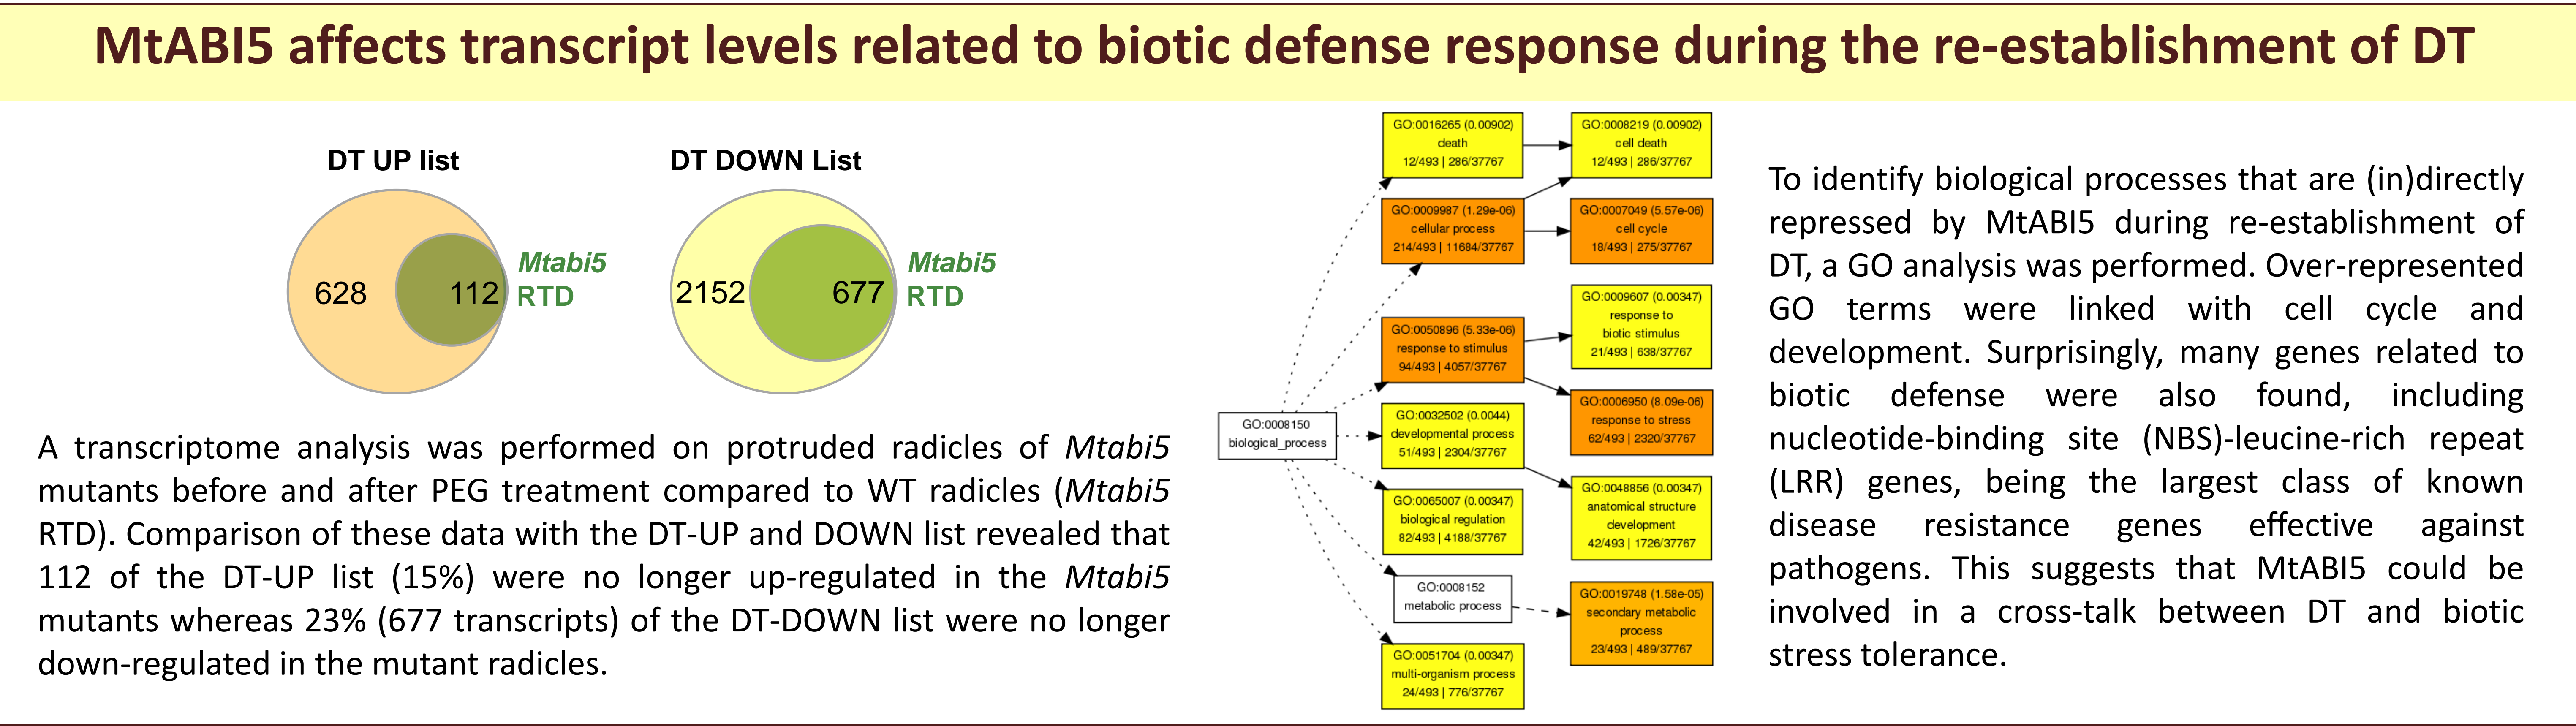 MtABI5 affects transcript levels related to biotic defense response during the re-establishment of DT
DT UP list
628
112
Mtabi5
RTD
DT DOWN List
2152
677
Mtabi5
RTD
A transcriptome analysis was performed on protruded radicles of Mtabi5
mutants before and after PEG treatment compared to WT radicles (Mtabi5
RTD). Comparison of these data with the DT-UP and DOWN list revealed that
112 of the DT-UP list (15%) were no longer up-regulated in the Mtabi5
mutants whereas 23% (677 transcripts) of the DT-DOWN list were no longer
down-regulated in the mutant radicles.
GO:0008150
biological_process
GO:0016265 (0.00902)
death
12/493 | 286/37767
GO:0009987 (1.29e-06)
cellular process
214/493 | 11684/37767
GO:0050896 (5.33e-06)
response to stimulus
94/493 | 4057/37767
GO:0032502 (0.0044)
developmental process
51/493 | 2304/37767
GO:0065007 (0.00347)
biological regulation
82/493 | 4188/37767
GO:0008152
metabolic process
GO:0051704 (0.00347)
multi-organism process
24/493 | 776/37767
GO:0008219 (0.00902)
cell death
12/493 | 286/37767
GO:0007049 (5.57e-06)
cell cycle
18/493 | 275/37767
GO:0009607 (0.00347)
response to
biotic stimulus
21/493 | 638/37767
GO:0006950 (8.09e-06)
response to stress
62/493 | 2320/37767
GO:0048856 (0.00347)
anatomical structure
development
42/493 | 1726/37767
GO:0019748 (1.58e-05)
secondary metabolic
process
23/493 | 489/37767
To identify biological processes that are (in)directly
repressed by MtABI5 during re-establishment of
DT, a GO analysis was performed. Over-represented
GO terms were linked with cell cycle and
development. Surprisingly, many genes related to
biotic defense were also found, including
nucleotide-binding site (NBS)-leucine-rich repeat
(LRR) genes, being the largest class of known
disease resistance genes effective against
pathogens. This suggests that MtABI5 could be
involved in a cross-talk between DT and biotic
stress tolerance.